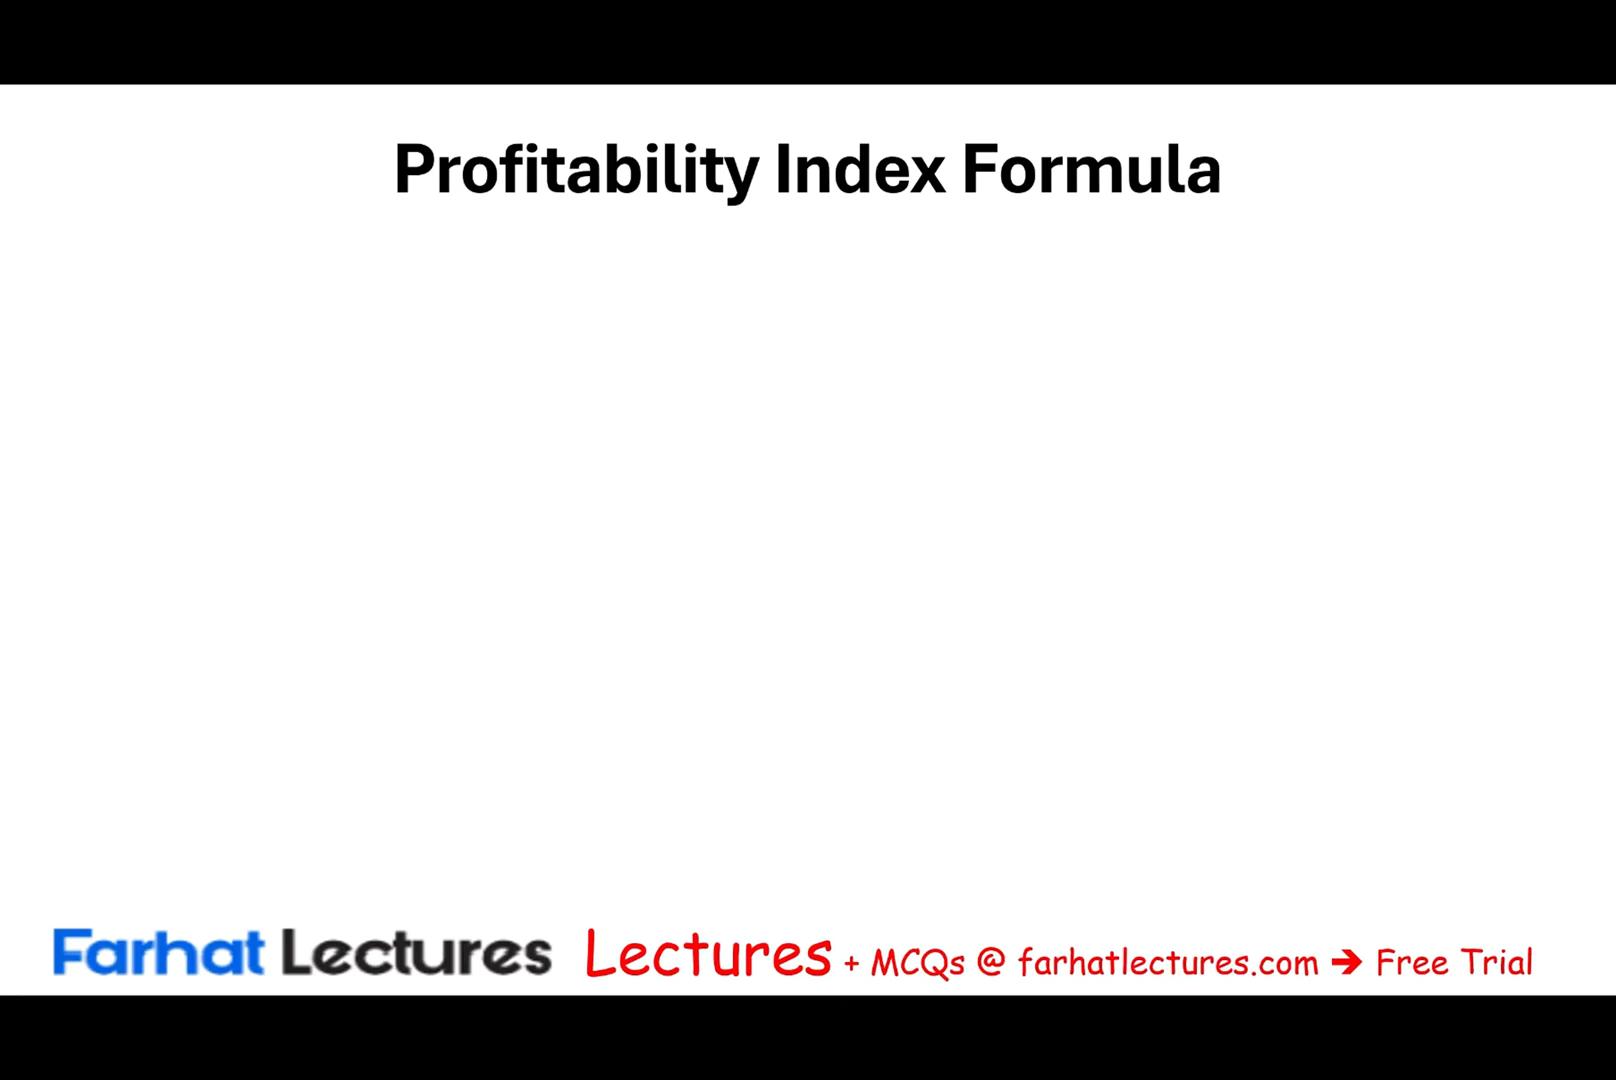 Profitability Index Formula
Farhat Lectures Lectures + MCQs @ farhatlectures.com ➔ Free Trial